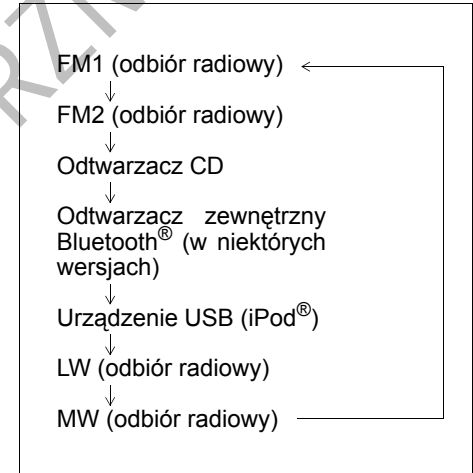 FM1 (odbiór radiowy)
FM2 (odbiór radiowy)
Odtwarzacz CD
Odtwarzacz zewnętrzny
Bluetooth® (w niektórych
wersjach)
Urządzenie USB (iPod®)
LW (odbiór radiowy)
MW (odbiór radiowy)